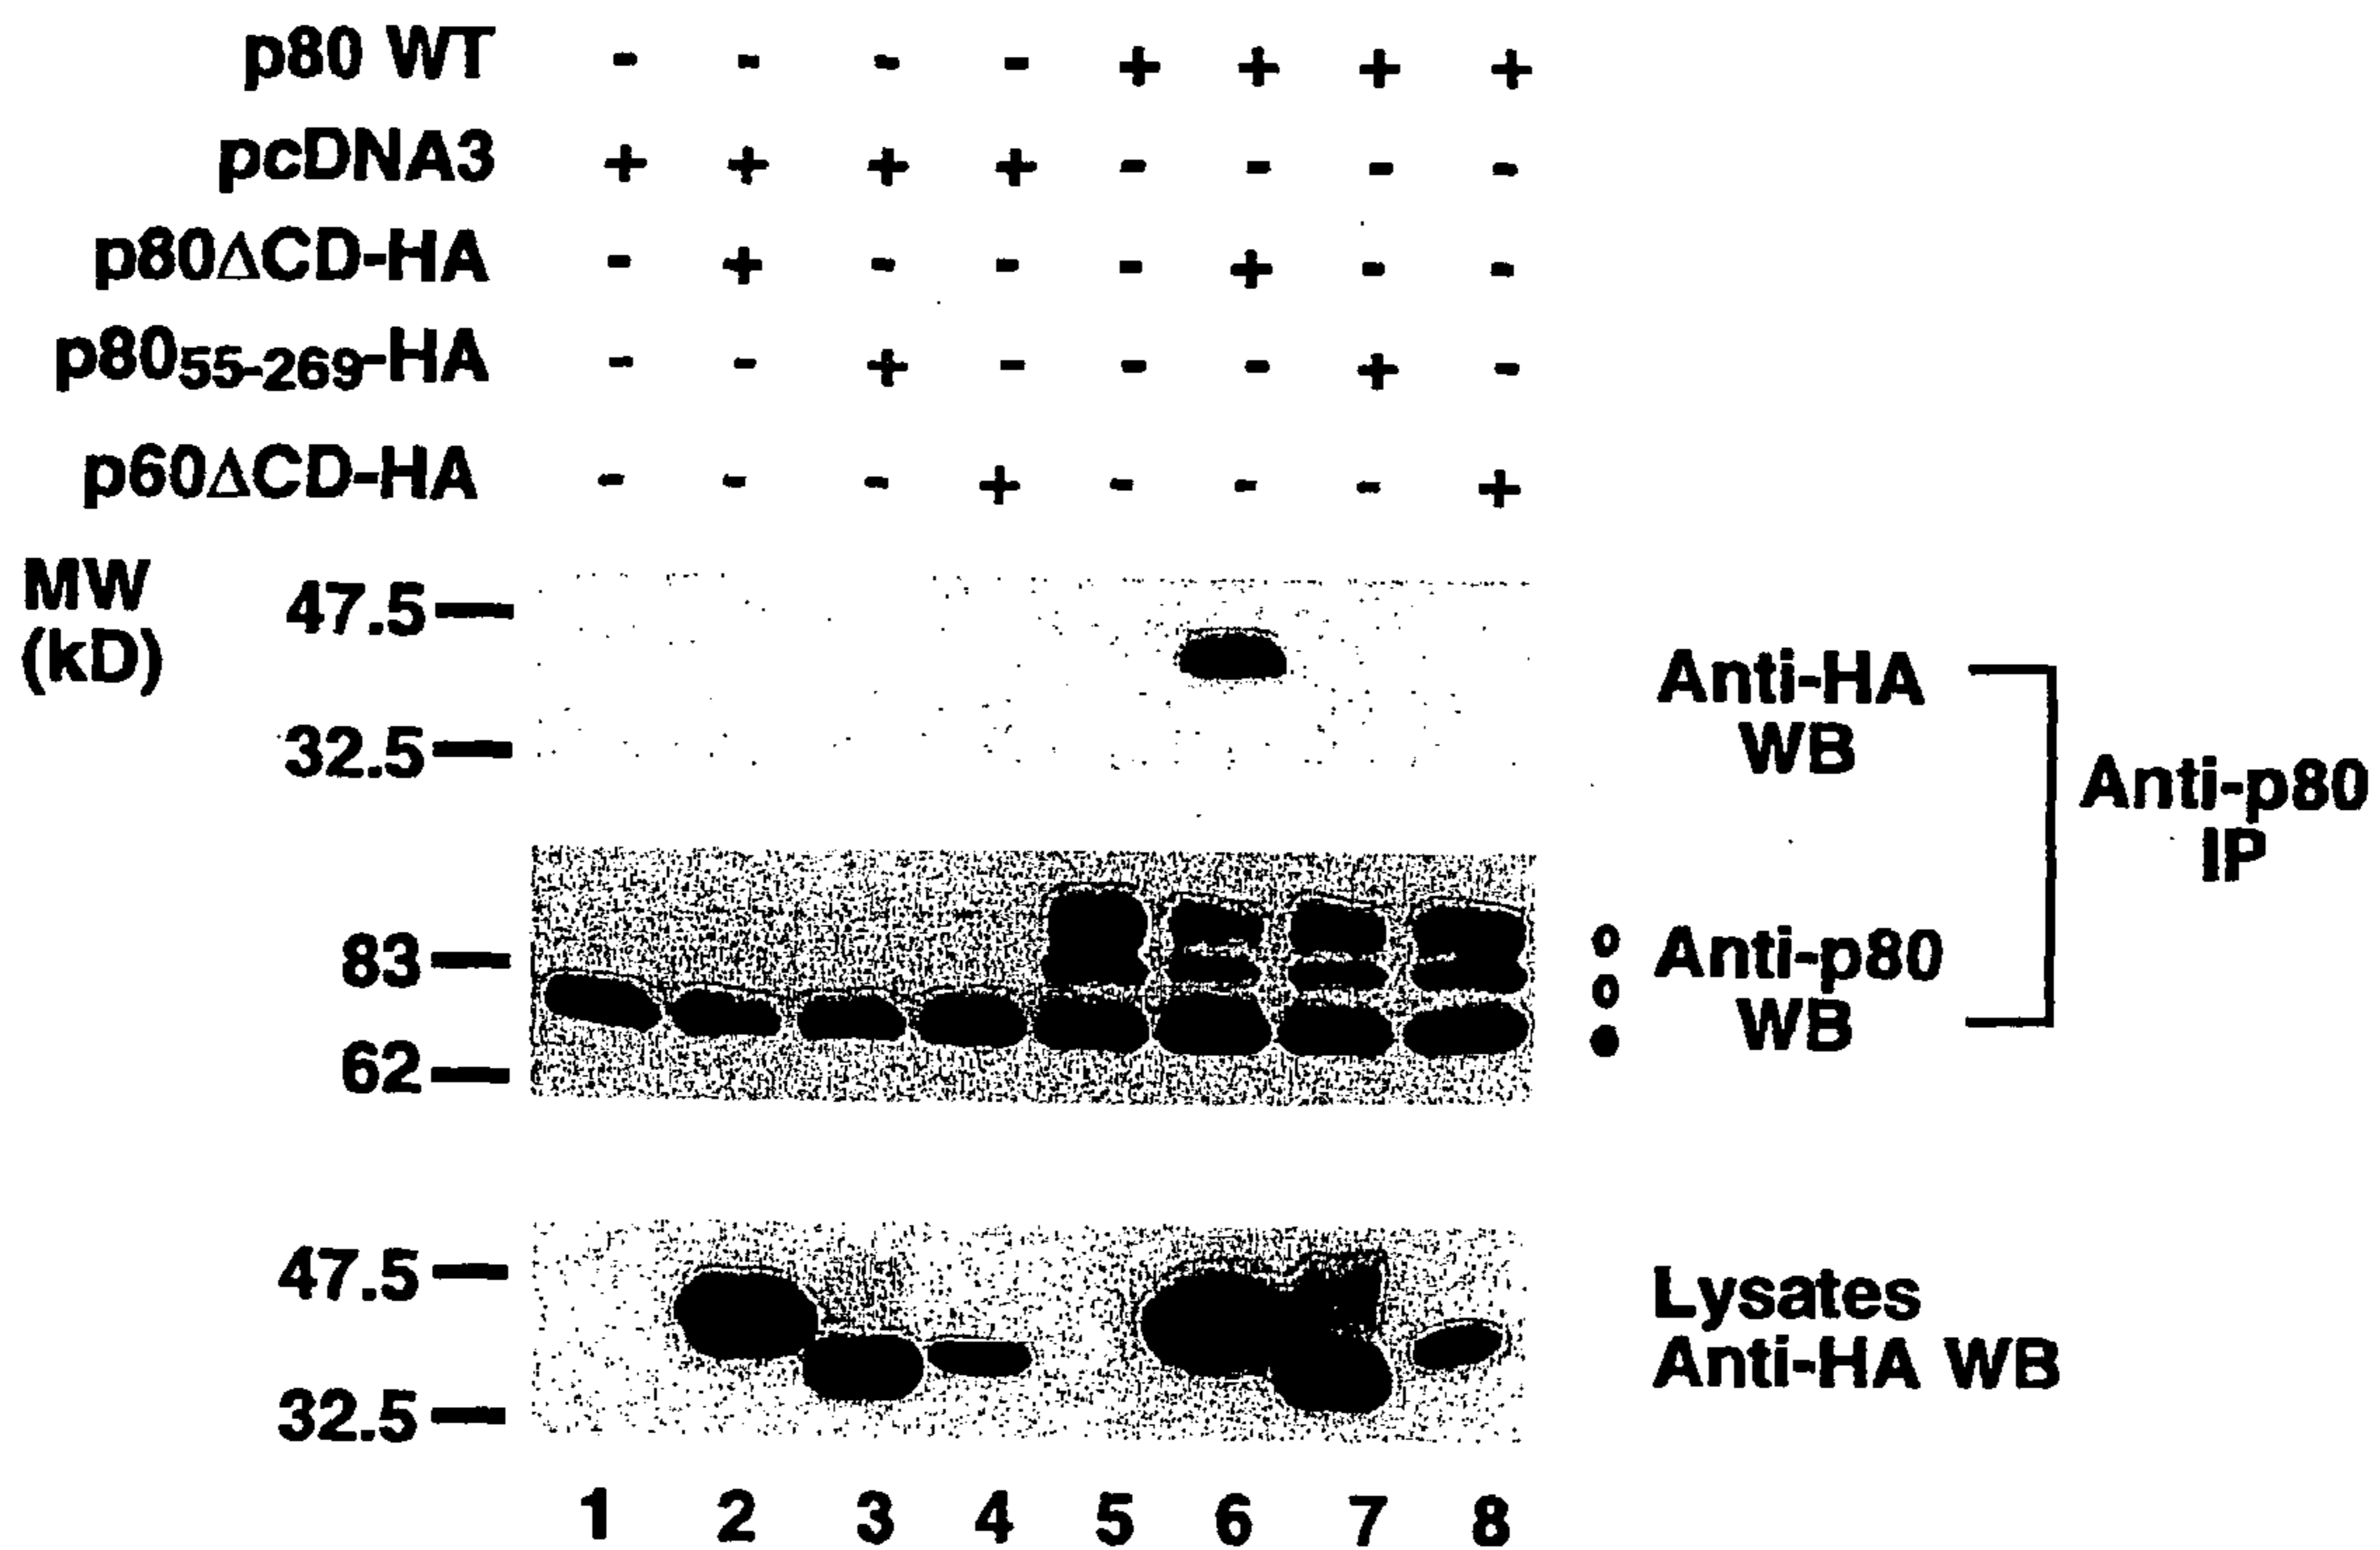 p80 WT - - - - + + + +
pcDNA3 + + + + - - - -
p80ΔCD-HA - + - - - + - -
p8055-269-HA - - + - - - + -
p60ΔCD-HA - - - + - - - +
MW
(kD)
47.5
32.5
Anti-HA
WB
83
62
Anti-p80
WB
Anti-p80
IP
47.5
32.5
Lysates
Anti-HA WB
1 2 3 4 5 6 7 8